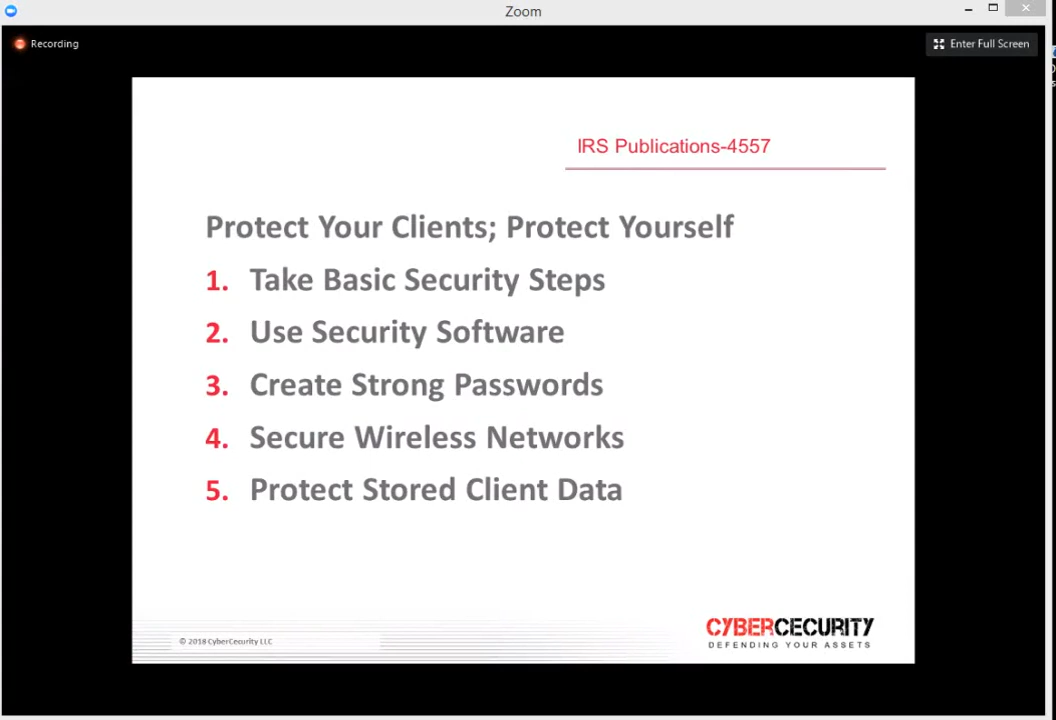 Zoom
Recording
Enter Full Screen
IRS Publications-4557
Protect Your Clients; Protect Yourself
1. Take Basic Security Steps
2. Use Security Software
3. Create Strong Passwords
4. Secure Wireless Networks
5. Protect Stored Client Data
© 2018 CyberCecurity LLC
CYBERCECURITY
DEFENDING YOUR ASSETS